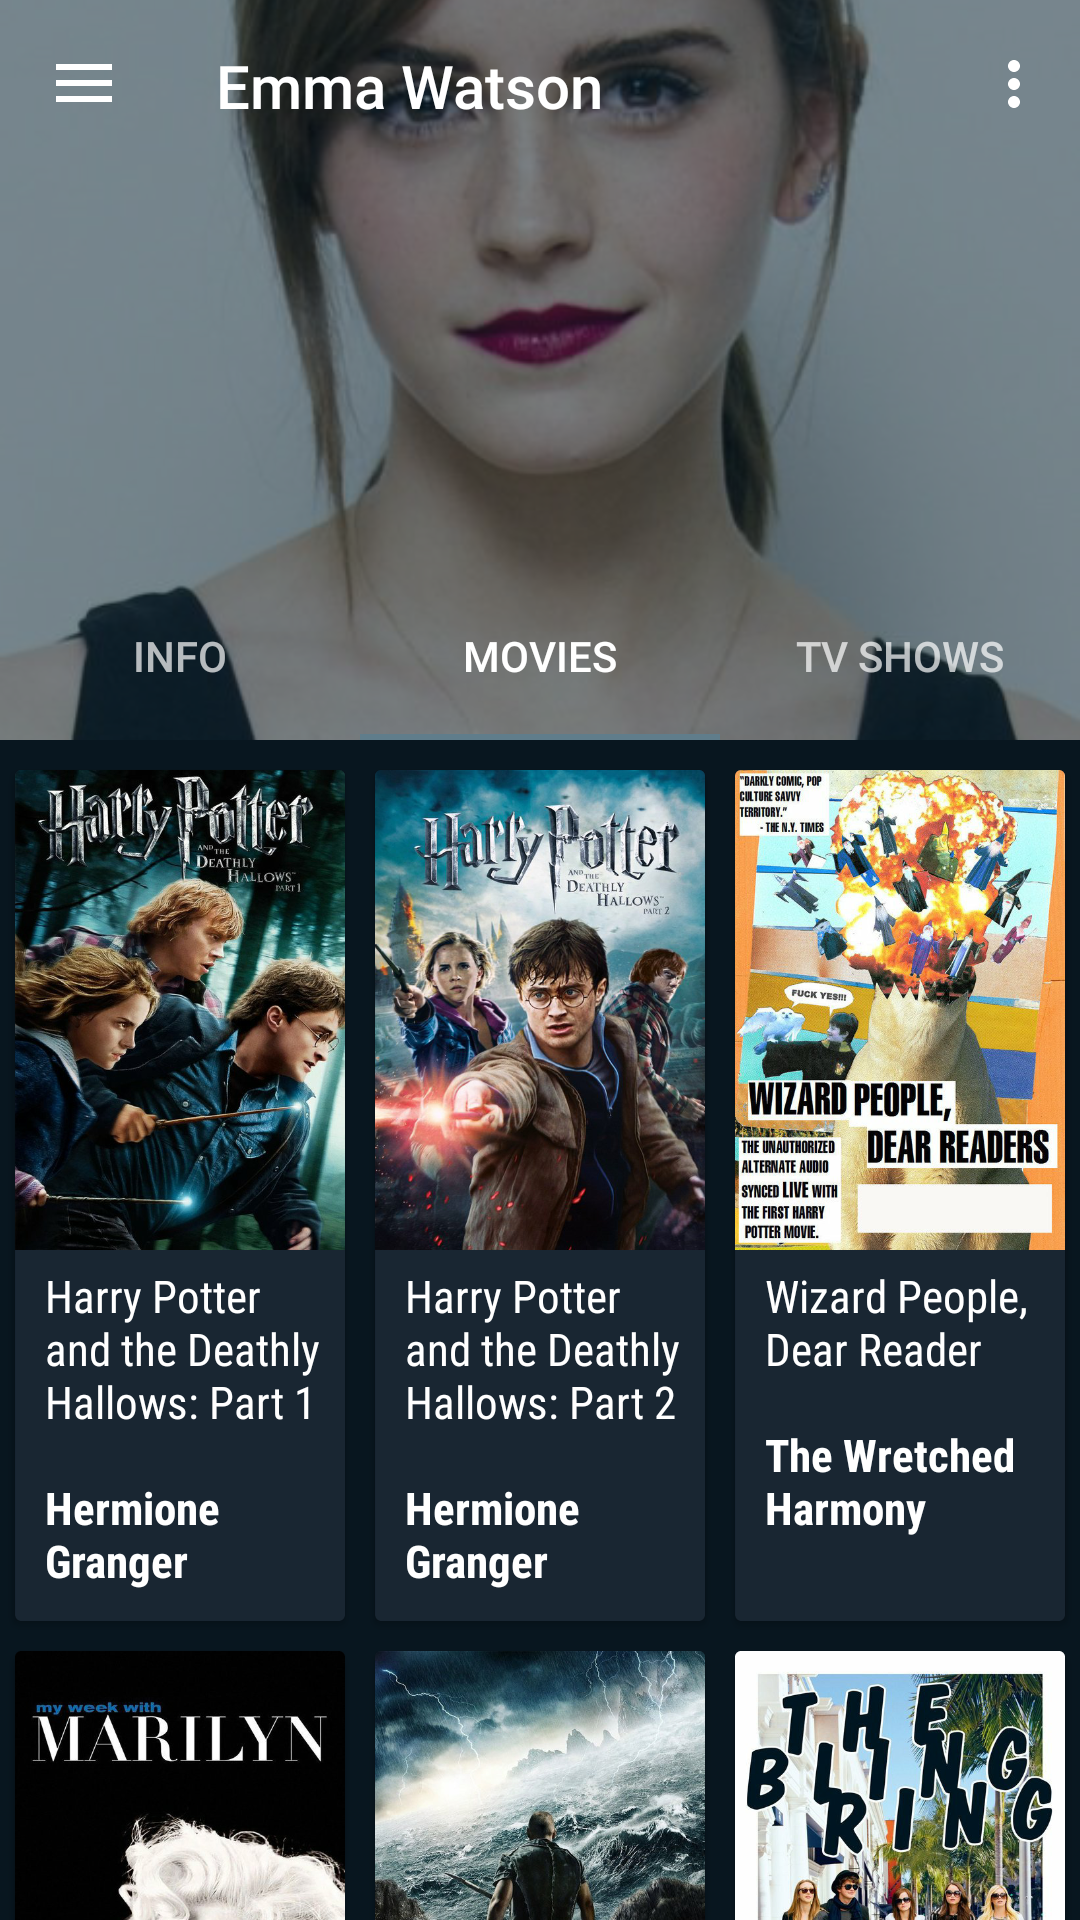 Emma Watson
INFO
MOVIES
TV SHOWS
Harry Potter
AND THE
DEATHLY
HALLOWS™
PART 1
Harry Potter
AND THE
DEATHLY
HALLOWS™
PART 2
"DARKLY COMIC, POP
CULTURE SAVVY
TERRITORY."
- THE N.Y. TIMES
FUCK YES!!!
WIZARD PEOPLE,
DEAR READERS
THE UNAUTHORIZED
ALTERNATE AUDIO
SYNCED LIVE WITH
THE FIRST HARRY
POTTER MOVIE.
Harry Potter
and the Deathly
Hallows: Part 1
Hermione
Granger
Harry Potter
and the Deathly
Hallows: Part 2
Hermione
Granger
Wizard People,
Dear Reader
The Wretched
Harmony
my week with
MARILYN
THE
BLING
RING